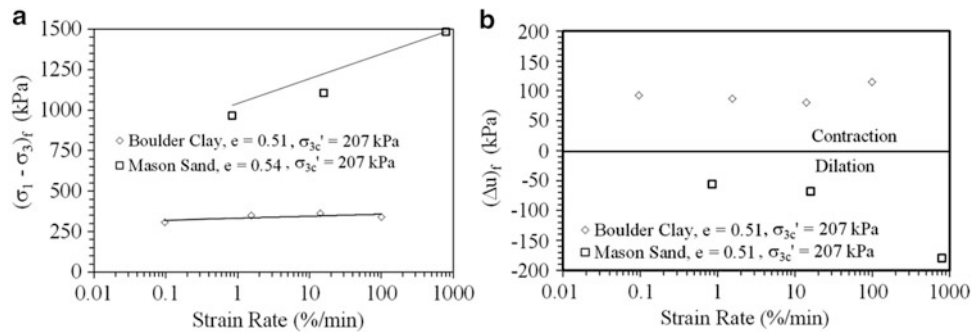 a
(σ₁ - σ₃)f (kPa)
1500
1250
1000
750
500
250
0
◇ Boulder Clay, e = 0.51, σ₃c' = 207 kPa
□ Mason Sand, e = 0.54 , σ₃c' = 207 kPa
0.01 0.1 1 10 100 1000
Strain Rate (%/min)
b
(Δu)f (kPa)
200
150
100
50
0
-50
-100
-150
-200
Contraction
Dilation
◇ Boulder Clay, e = 0.51, σ₃c' = 207 kPa
□ Mason Sand, e = 0.51, σ₃c' = 207 kPa
0.01 0.1 1 10 100 1000
Strain Rate (%/min)